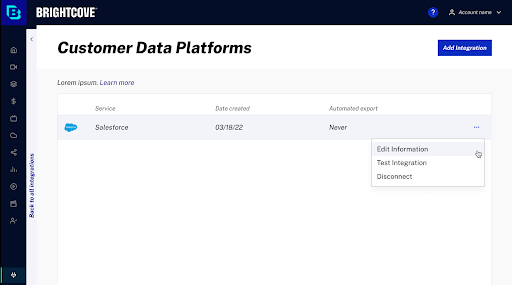 BRIGHTCOVE
?
Account name
Customer Data Platforms
Add Integration
Lorem ipsum. Learn more
Service Date created Automated export
Salesforce 03/18/22 Never
Edit Information
Test Integration
Disconnect
Back to all integrations